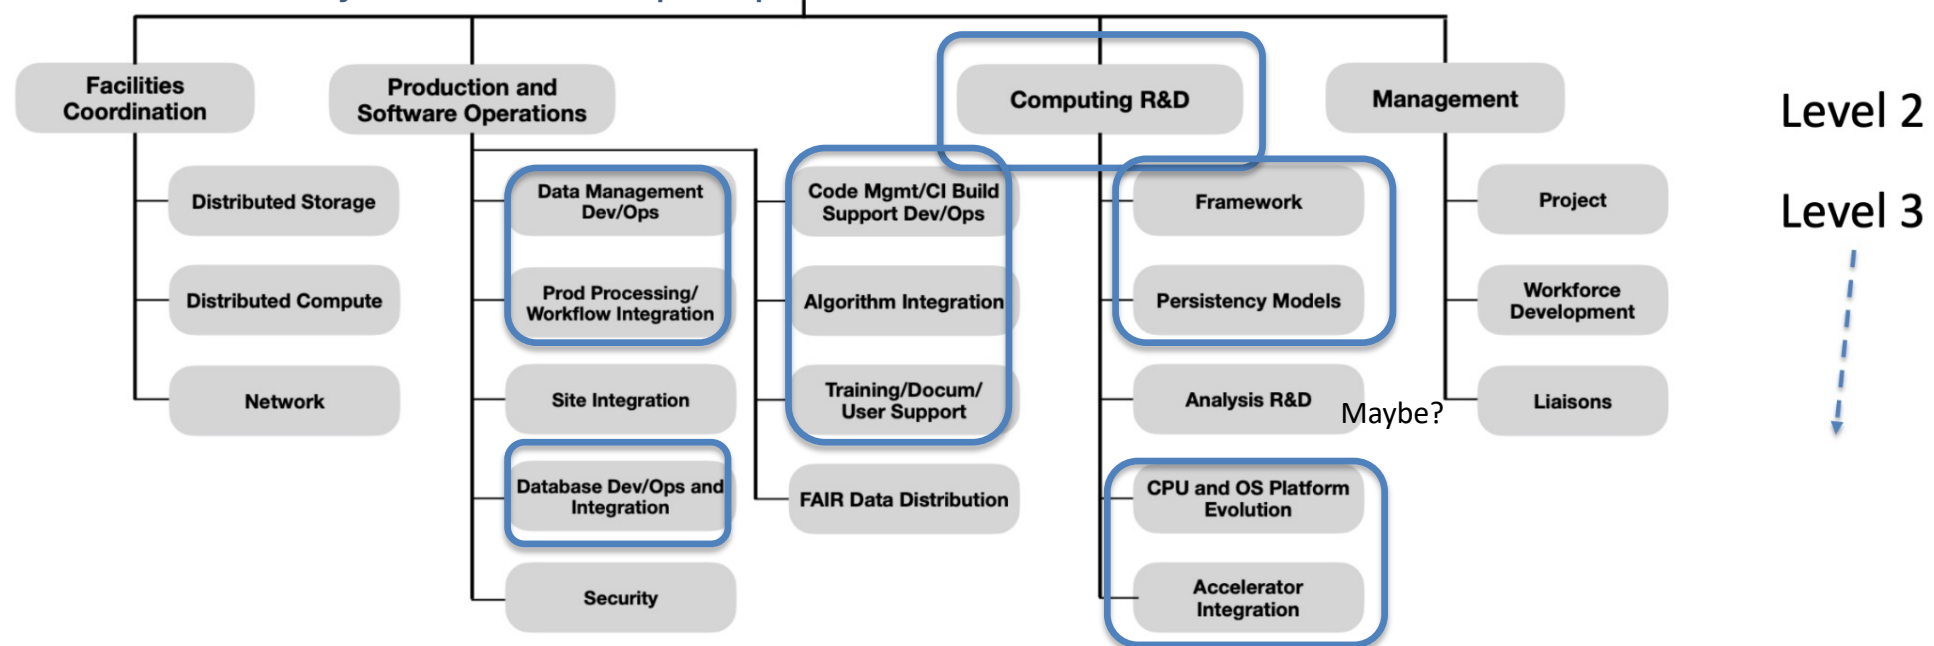 Facilities
Coordination
Production and
Software Operations
Computing R&D
Management
Level 2
Distributed Storage
Data Management
Dev/Ops
Code Mgmt/CI Build
Support Dev/Ops
Framework
Project
Level 3
Distributed Compute
Prod Processing/
Workflow Integration
Algorithm Integration
Persistency Models
Workforce
Development
Network
Site Integration
Training/Docum/
User Support
Analysis R&D
Maybe?
Liaisons
Database Dev/Ops and
Integration
FAIR Data Distribution
CPU and OS Platform
Evolution
Security
Accelerator
Integration